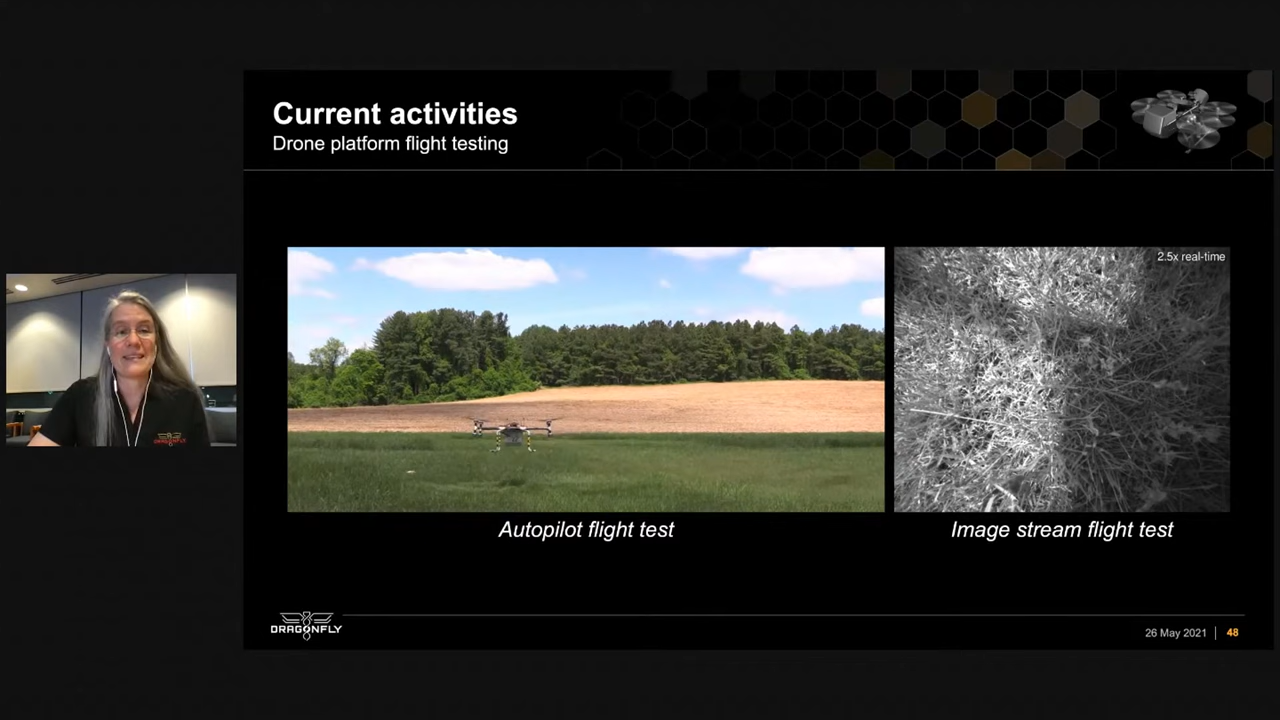 Current activities
Drone platform flight testing
2.5x real-time
Autopilot flight test
Image stream flight test
DRAGONFLY
DRAGONFLY
26 May 2021 | 48